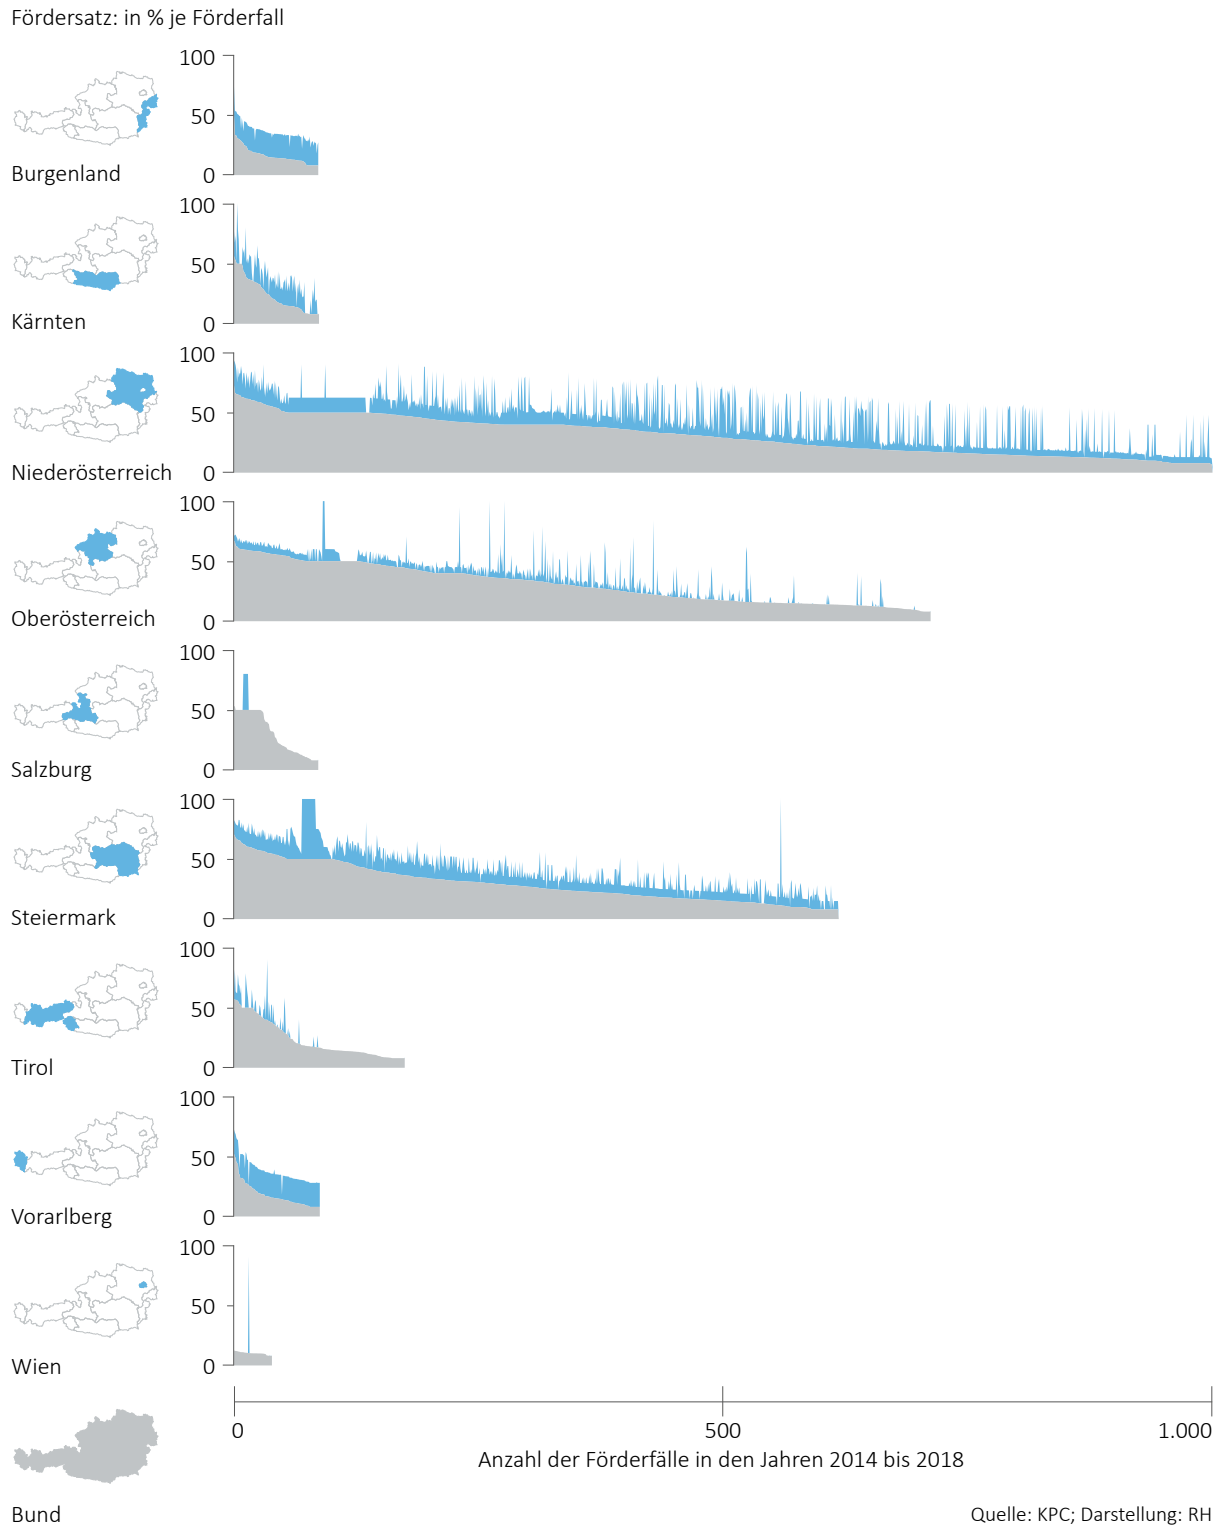 Fördersatz: in % je Förderfall
100
50
0
Burgenland
100
50
0
Kärnten
100
50
0
Niederösterreich
100
50
0
Oberösterreich
100
50
0
Salzburg
100
50
0
Steiermark
100
50
0
Tirol
100
50
0
Vorarlberg
100
50
0
Wien
0 500 1.000
Anzahl der Förderfälle in den Jahren 2014 bis 2018
Bund
Quelle: KPC; Darstellung: RH